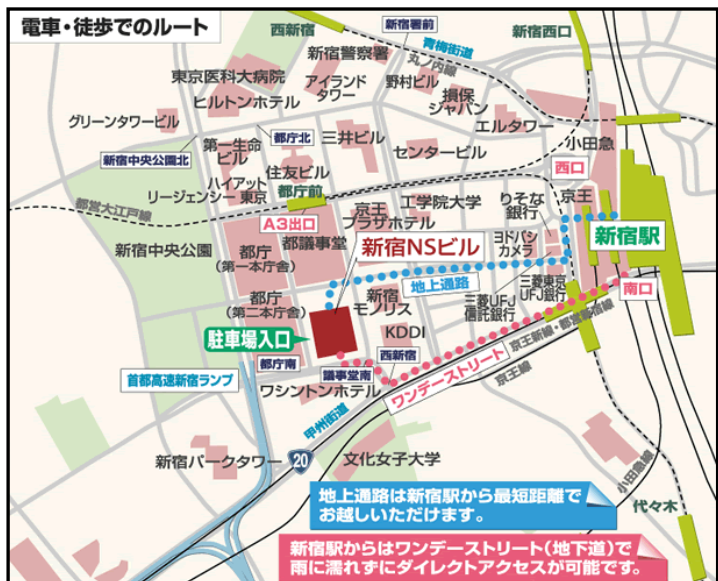 電車・徒歩でのルート
西新宿
新宿署前
青梅街道
新宿西口
新宿警察署
丸ノ内線
東京医科大病院
アイランド
タワー
野村ビル
損保
ジャパン
ヒルトンホテル
グリーンタワービル
エルタワー
小田急
都庁北
三井ビル
新宿中央公園北
第一生命
ビル
住友ビル
センタービル
西口
ハイアット
リージェンシー 東京
都庁前
都営大江戸線
A3出口
京王
プラザホテル
工学院大学
りそな
銀行
京王
新宿駅
新宿中央公園
都庁
(第一本庁舎)
都議事堂
新宿NSビル
ヨドバシ
カメラ
地上通路
三菱東京
UFJ銀行
南口
都庁
(第二本庁舎)
新宿
モノリス
三菱UFJ
信託銀行
駐車場入口
KDDI
京王新線・都営新宿線
都庁南
西新宿
議事堂南
ワンデーストリート
京王線
首都高速新宿ランプ
ワシントンホテル
甲州街道
20
新宿パークタワー
文化女子大学
小田急線
代々木
地上通路は新宿駅から最短距離で
お越しいただけます。
新宿駅からはワンデーストリート(地下道)で
雨に濡れずにダイレクトアクセスが可能です。